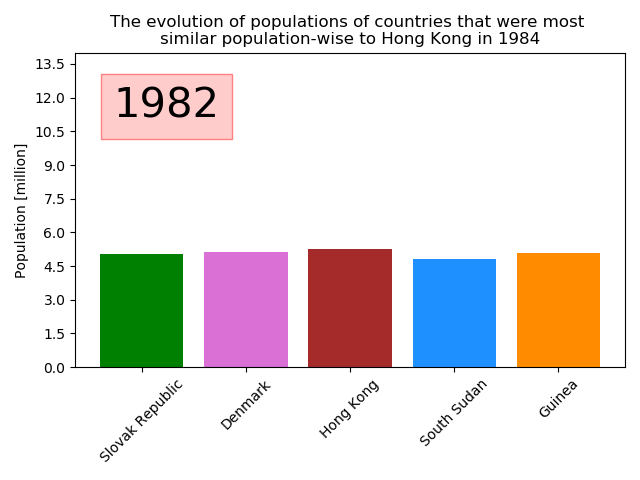 The evolution of populations of countries that were most
similar population-wise to Hong Kong in 1984
1982
Population [million]
13.5
12.0
10.5
9.0
7.5
6.0
4.5
3.0
1.5
0.0
Slovak Republic
Denmark
Hong Kong
South Sudan
Guinea